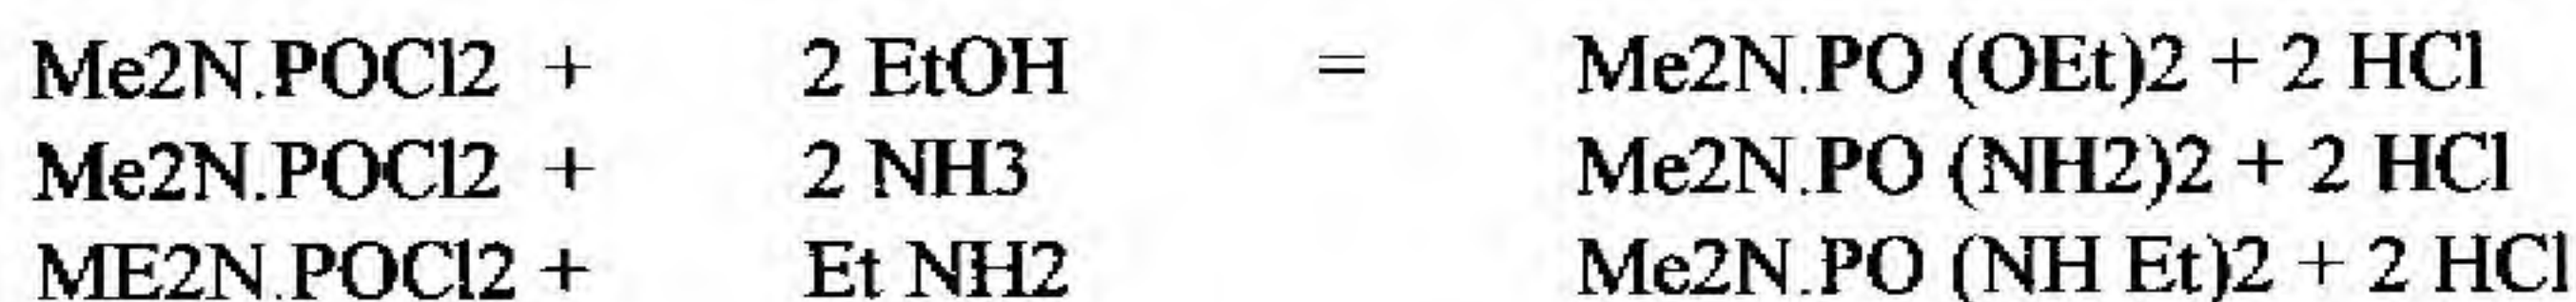 Me2N.POCl2 + 2 EtOH = Me2N.PO (OEt)2 + 2 HCl
Me2N.POCl2 + 2 NH3 Me2N.PO (NH2)2 + 2 HCl
ME2N.POCl2 + Et NH2 Me2N.PO (NH Et)2 + 2 HCl